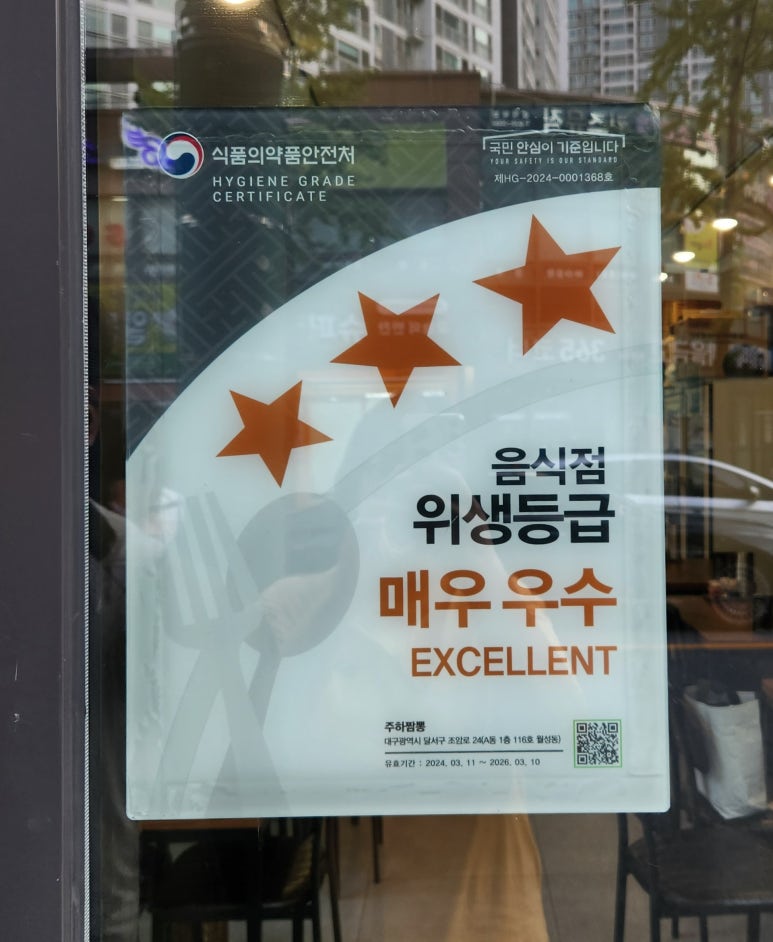 식품의약품안전처
HYGIENE GRADE
CERTIFICATE
국민 안심이 기준입니다
YOUR SAFETY IS OUR STANDARD
제HG-2024-0001368호
음식점
위생등급
매우 우수
EXCELLENT
주하짬뽕
대구광역시 달서구 조암로 24(A동 1층 116호 월성동)
유효기간 : 2024. 03. 11 ~ 2026. 03. 10
365